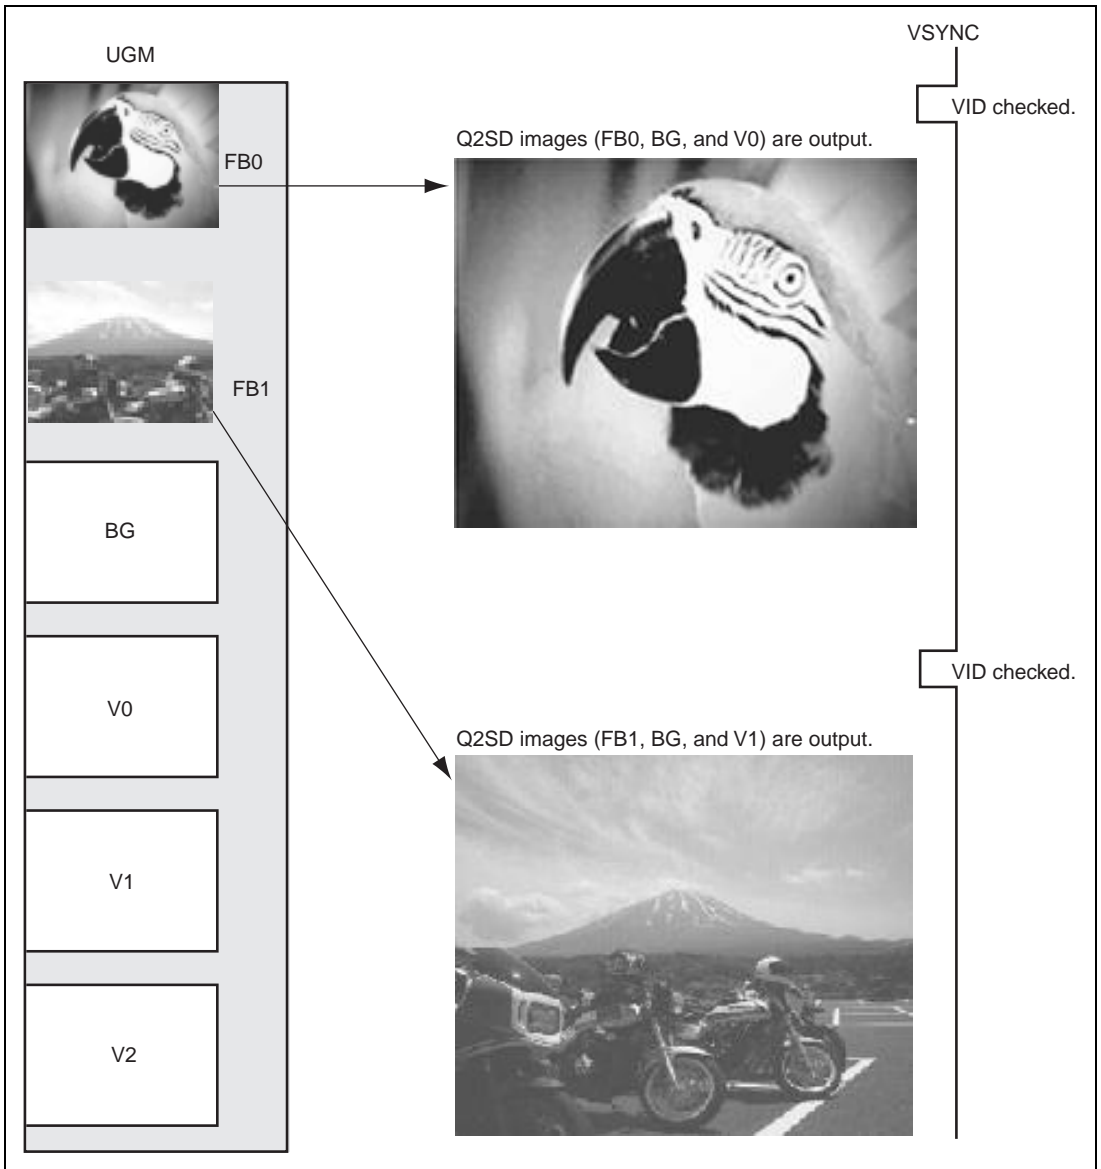 VSYNC
UGM
VID checked.
Q2SD images (FB0, BG, and V0) are output.
FB0
FB1
BG
V0
VID checked.
Q2SD images (FB1, BG, and V1) are output.
V1
V2